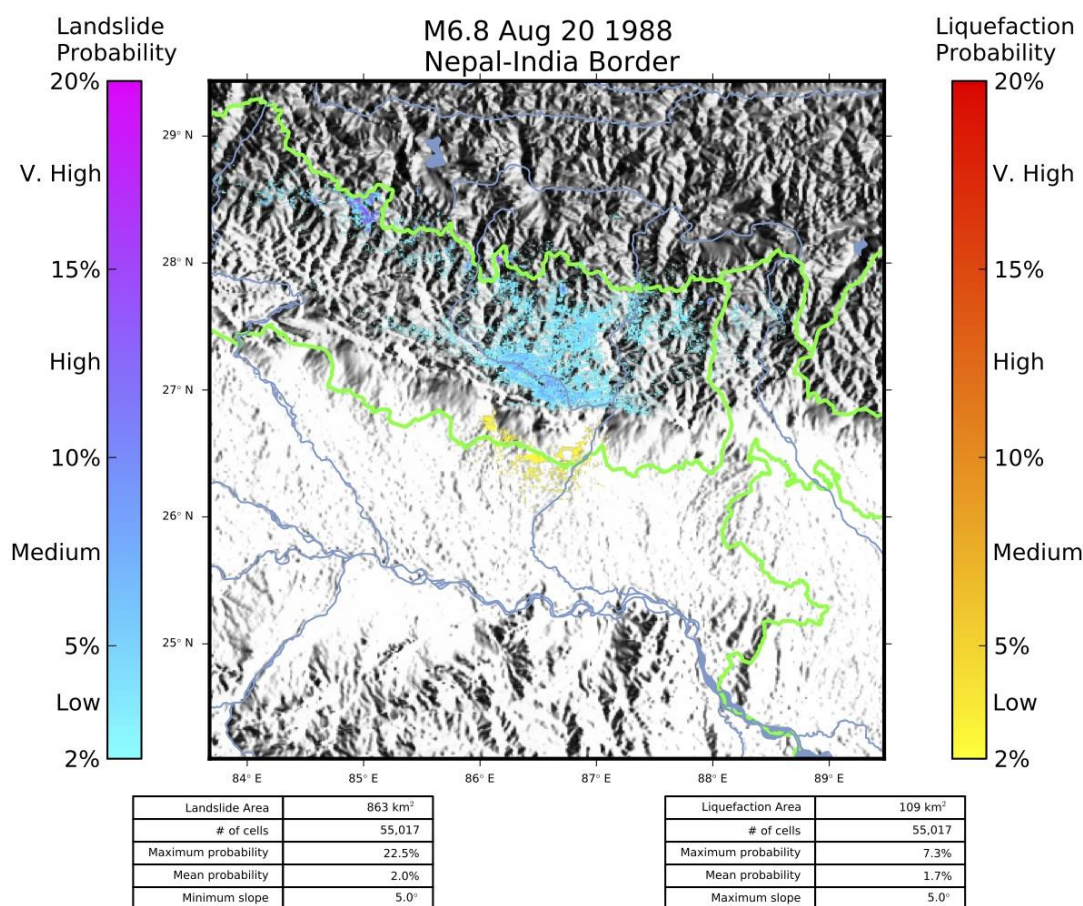 M6.8 Aug 20 1988
Nepal-India Border
Landslide
Probability
20%
V. High
15%
High
10%
Medium
5%
Low
2%
Liquefaction
Probability
20%
V. High
15%
High
10%
Medium
5%
Low
2%
29° N
28° N
27° N
26° N
25° N
84° E
85° E
86° E
87° E
88° E
89° E
Landslide Area 863 km²
# of cells 55,017
Maximum probability 22.5%
Mean probability 2.0%
Minimum slope 5.0°
Liquefaction Area 109 km²
# of cells 55,017
Maximum probability 7.3%
Mean probability 1.7%
Maximum slope 5.0°